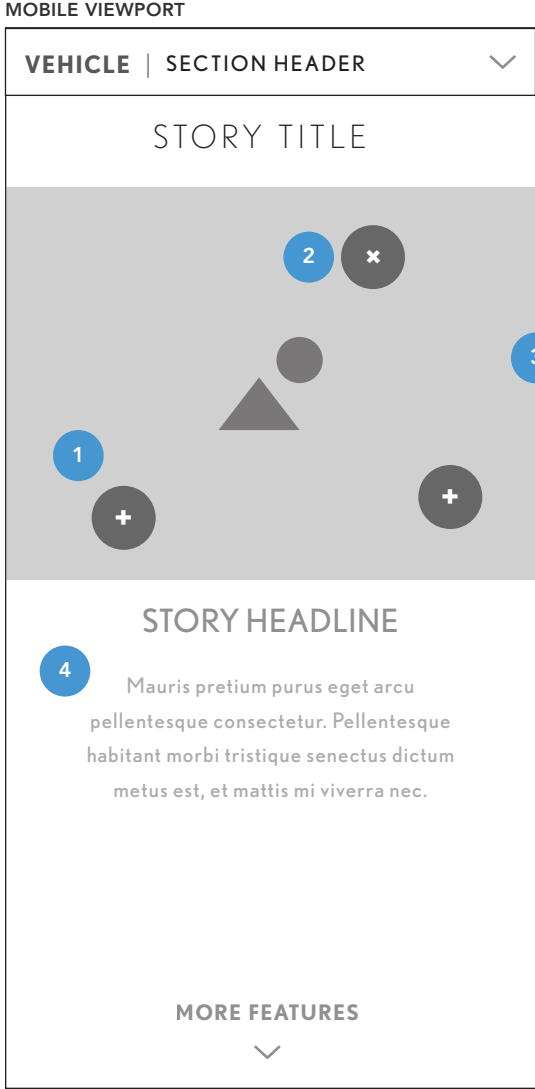 MOBILE VIEWPORT
VEHICLE | SECTION HEADER
STORY TITLE
2
3
1
STORY HEADLINE
4
Mauris pretium purus eget arcu
pellentesque consectetur. Pellentesque
habitant morbi tristique senectus dictum
metus est, et mattis mi viverra nec.
MORE FEATURES